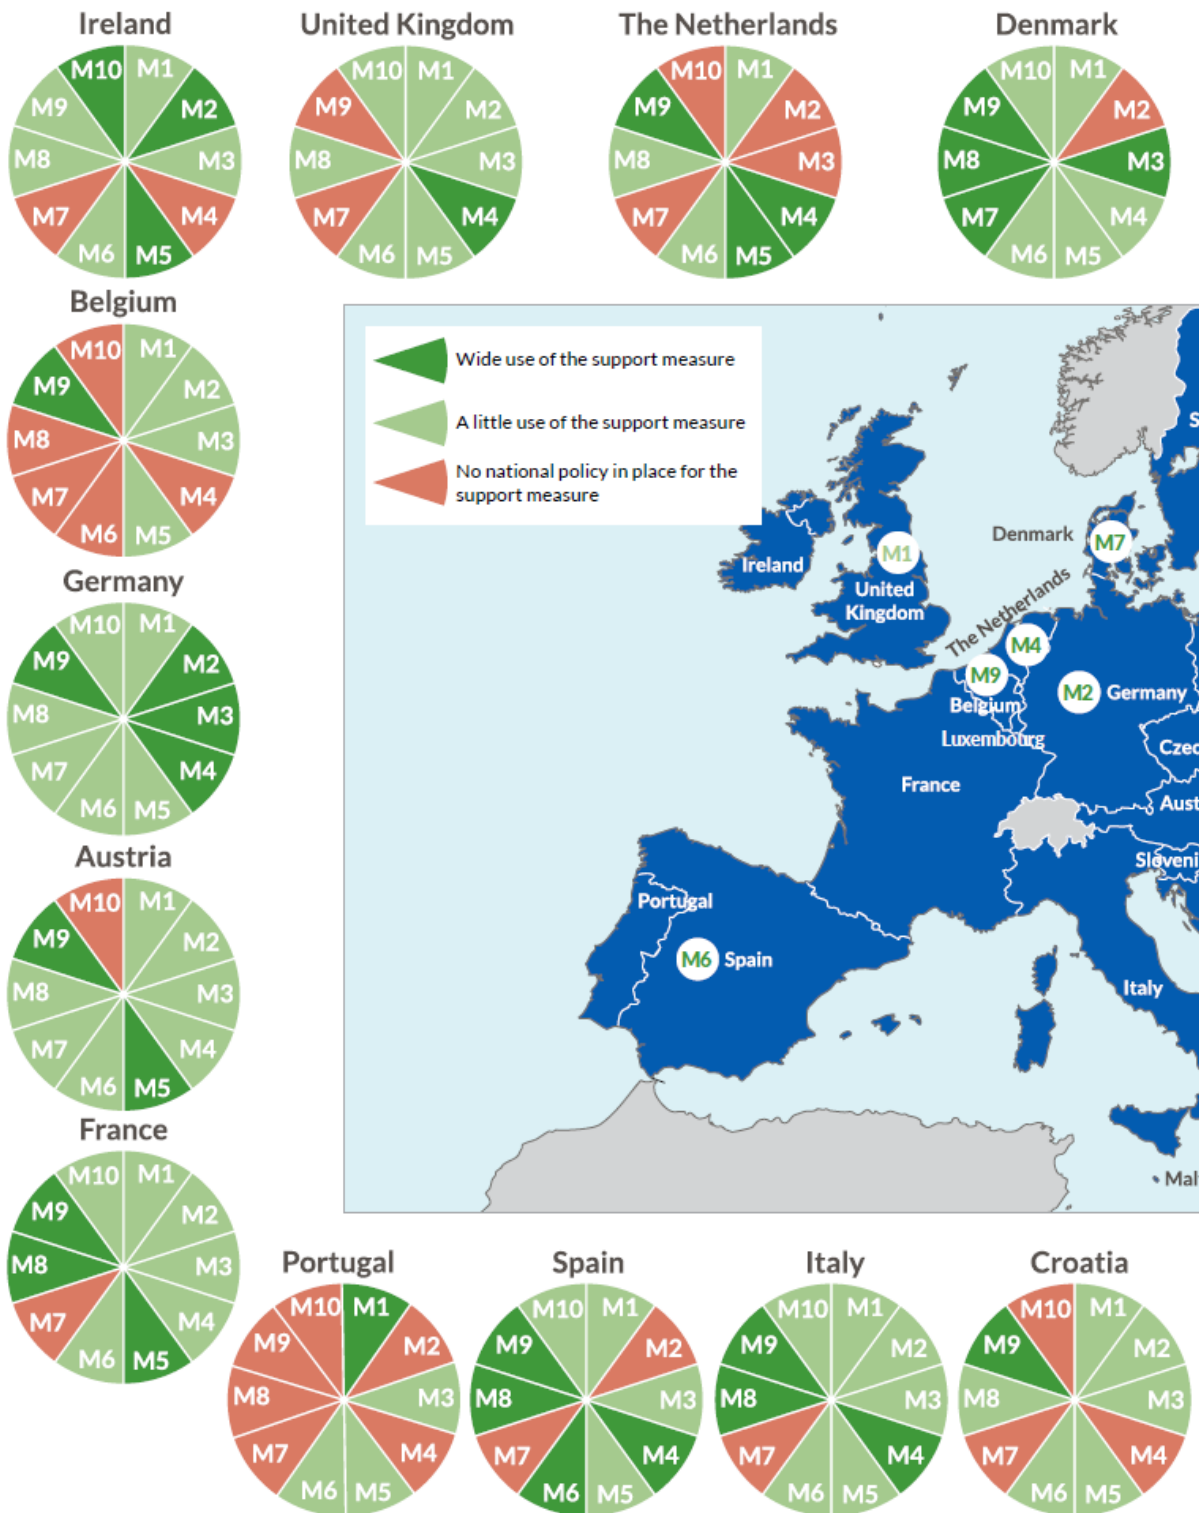 Ireland
M10 M1
M9 M2
M8 M3
M7 M4
M6 M5
United Kingdom
M10 M1
M9 M2
M8 M3
M7 M4
M6 M5
The Netherlands
M10 M1
M9 M2
M8 M3
M7 M4
M6 M5
Denmark
M10 M1
M9 M2
M8 M3
M7 M4
M6 M5
Belgium
M10 M1
M9 M2
M8 M3
M7 M4
M6 M5
Germany
M10 M1
M9 M2
M8 M3
M7 M4
M6 M5
Austria
M10 M1
M9 M2
M8 M3
M7 M4
M6 M5
France
M10 M1
M9 M2
M8 M3
M7 M4
M6 M5
Wide use of the support measure
A little use of the support measure
No national policy in place for the
support measure
S
Denmark
M7
M1
Ireland
United
Kingdom
The Netherlands
M4
M9
M2
Germany
Belgium
Luxembourg
Czec
France
Aust
Sloveni
Portugal
M6
Spain
Italy
Mal
Portugal
M10 M1
M9 M2
M8 M3
M7 M4
M6 M5
Spain
M10 M1
M9 M2
M8 M3
M7 M4
M6 M5
Italy
M10 M1
M9 M2
M8 M3
M7 M4
M6 M5
Croatia
M10 M1
M9 M2
M8 M3
M7 M4
M6 M5